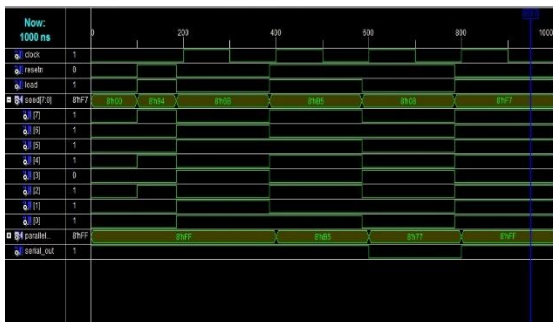 Now:
1000 ns
0 200 400 600 800 1000
clock 1
resetn 0
load 1
seed[7:0] 8'hF7 8'h00 8'h94 8'h0B 8'hB5 8'h08 8'hF7
[7] 1
[6] 1
[5] 1
[4] 1
[3] 0
[2] 1
[1] 1
[0] 1
parallel... 8'hFF 8'hFF 8'hB5 8'h77 8'hFF
serial_out 1